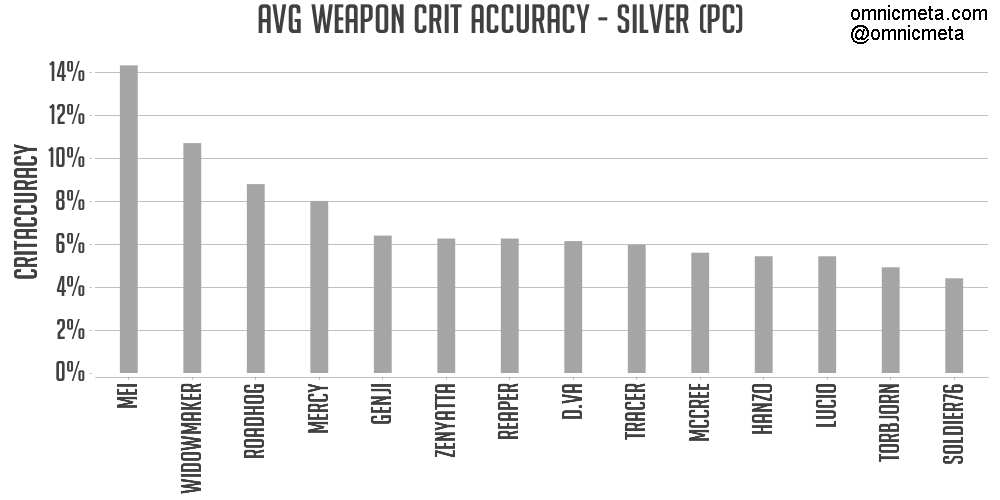 AVG WEAPON CRIT ACCURACY - SILVER (PC)
omnicmeta.com
@omnicmeta
CRITACCURACY
14%
12%
10%
8%
6%
4%
2%
0%
MEI
WIDOWMAKER
ROADHOG
MERCY
GENJI
ZENYATTA
REAPER
D.VA
TRACER
MCCREE
HANZO
LUCIO
TORBJORN
SOLDIER76